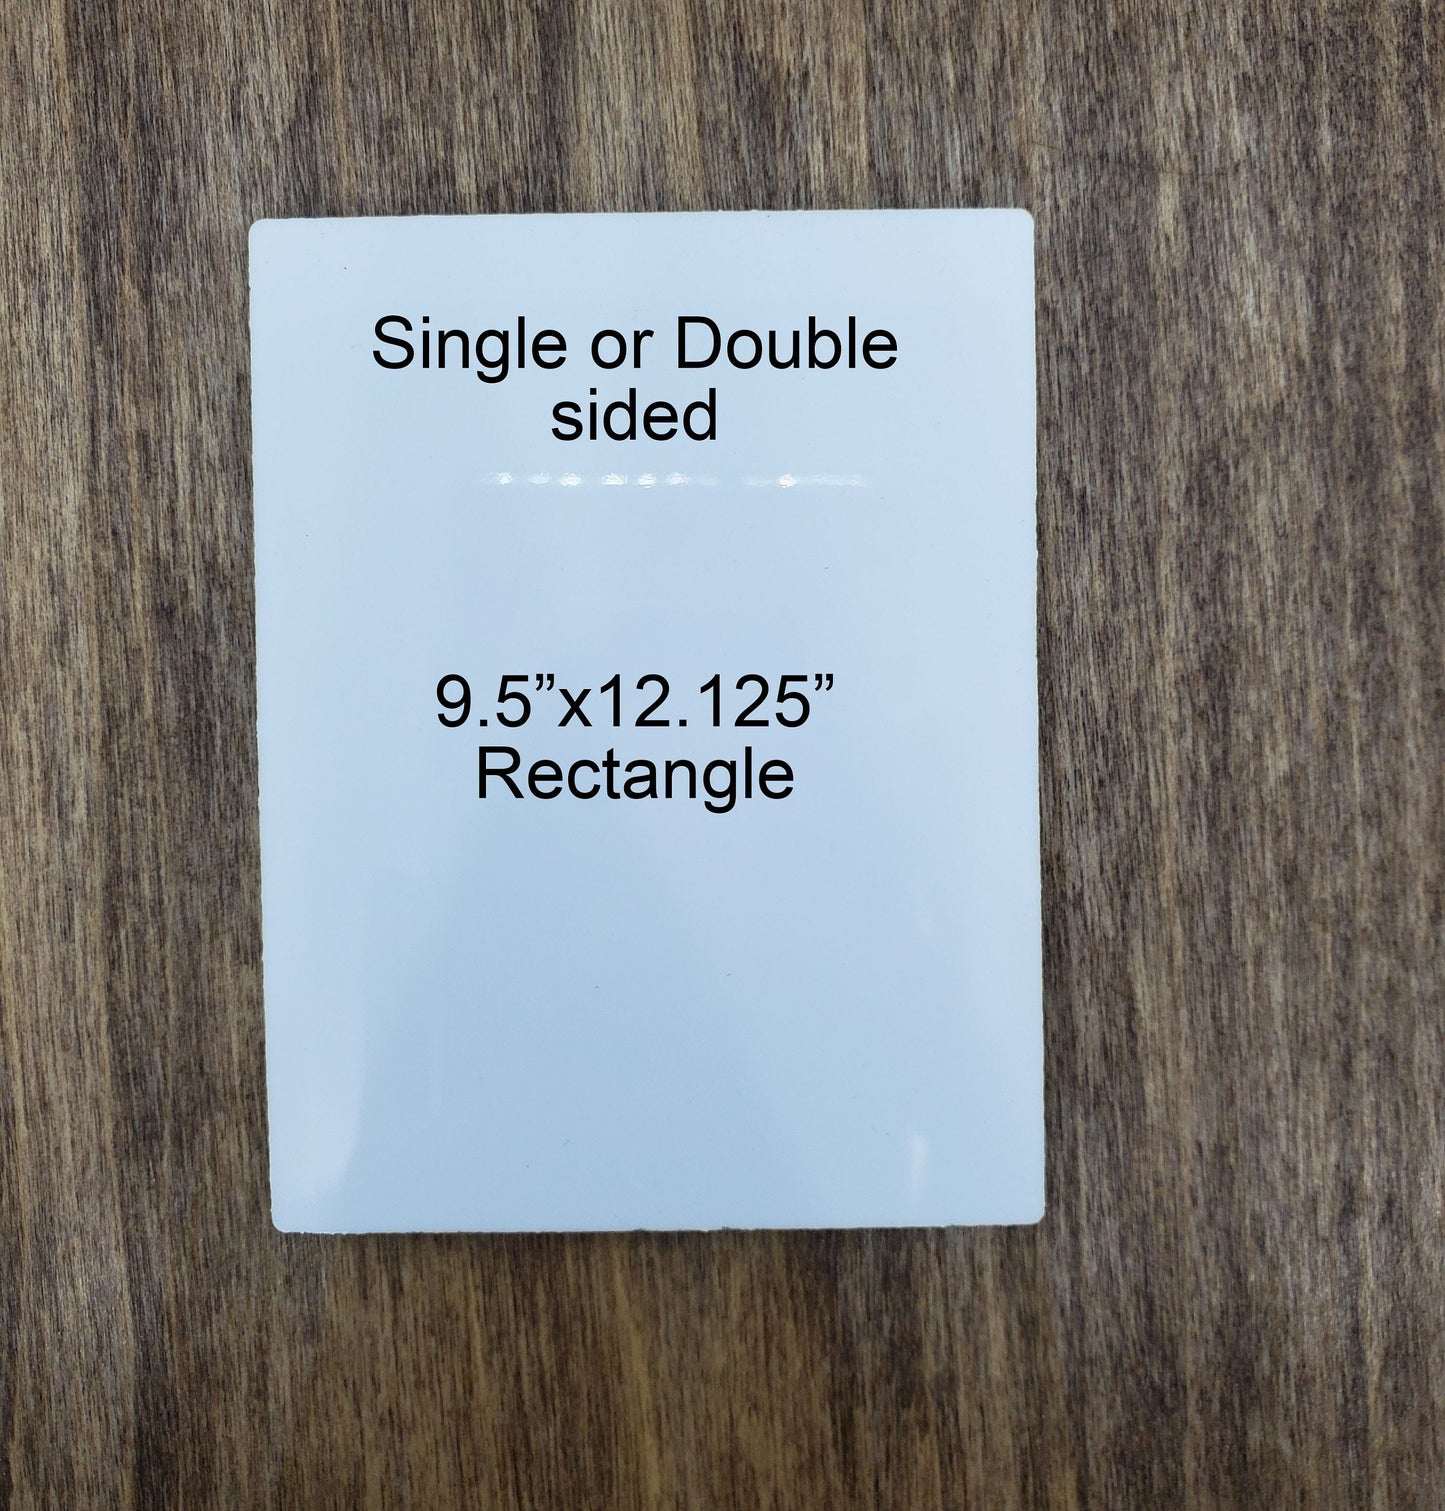 Single or Double
sided
9.5”x12.125”
Rectangle